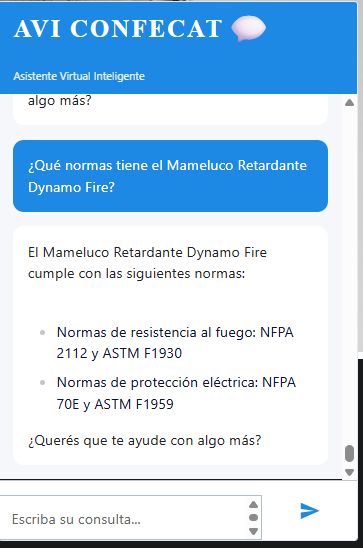 AVI CONFECAT
Asistente Virtual Inteligente
algo más?
¿Qué normas tiene el Mameluco Retardante
Dynamo Fire?
El Mameluco Retardante Dynamo Fire
cumple con las siguientes normas:
Normas de resistencia al fuego: NFPA
2112 y ASTM F1930
Normas de protección eléctrica: NFPA
70E y ASTM F1959
¿Querés que te ayude con algo más?
Escriba su consulta...